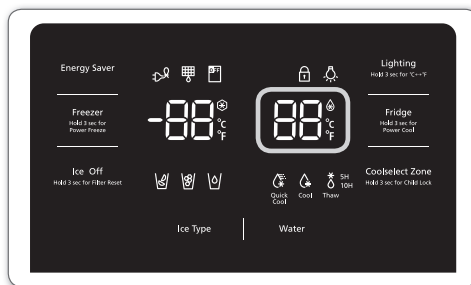 Energy Saver
Lighting
Hold 3 sec for °C↔°F
OFF
-88 °C °F
88 °C °F
Freezer
Hold 3 sec for
Power Freeze
Fridge
Hold 3 sec for
Power Cool
Ice Off
Hold 3 sec for Filter Reset
Quick
Cool
Cool
Thaw
5H
10H
Coolselect Zone
Hold 3 sec for Child Lock
Ice Type
Water